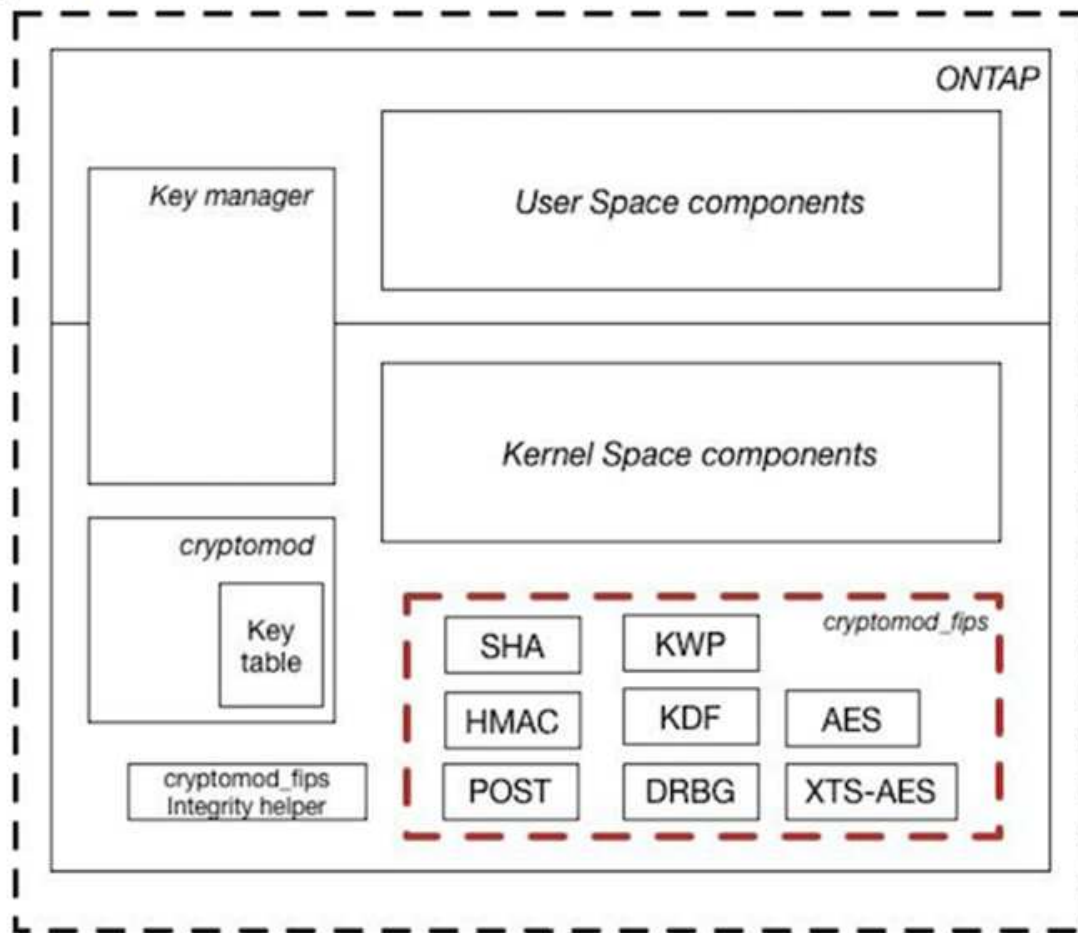 ONTAP
Key manager
User Space components
Kernel Space components
cryptomod
Key
table
cryptomod_fips
SHA
KWP
HMAC
KDF
AES
POST
DRBG
XTS-AES
cryptomod_fips
Integrity helper